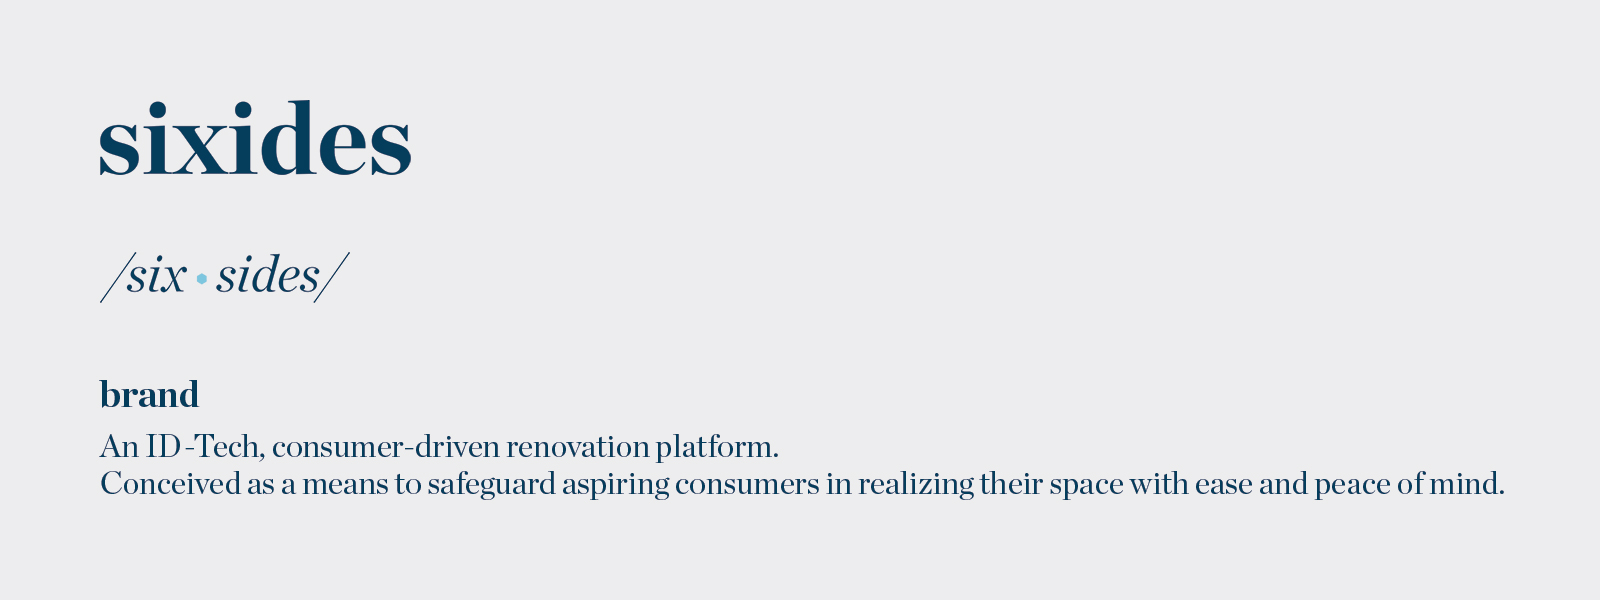 sixides
/six • sides/
brand
An ID-Tech, consumer-driven renovation platform.
Conceived as a means to safeguard aspiring consumers in realizing their space with ease and peace of mind.